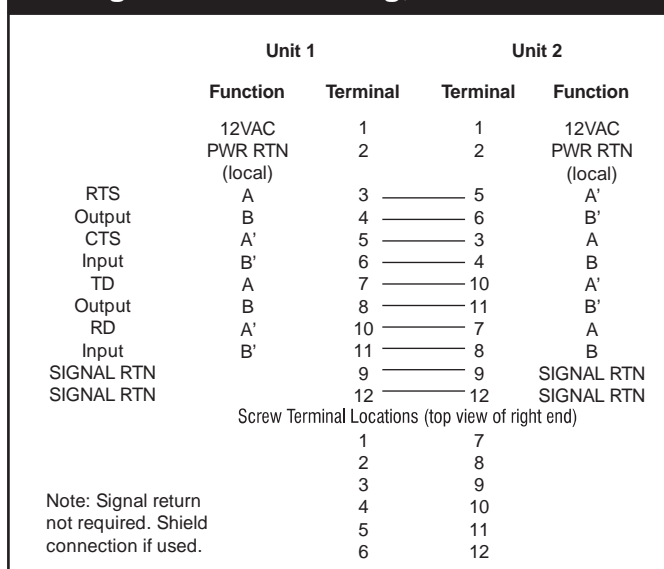 Unit 1 Unit 2
Function Terminal Terminal Function
12VAC 1 1 12VAC
PWR RTN 2 2 PWR RTN
(local) (local)
RTS A 3 5 A’
Output B 4 6 B’
CTS A’ 5 3 A
Input B’ 6 4 B
TD A 7 10 A’
Output B 8 11 B’
RD A’ 10 7 A
Input B’ 11 8 B
SIGNAL RTN 9 9 SIGNAL RTN
SIGNAL RTN 12 12 SIGNAL RTN
Screw Terminal Locations (top view of right end)
1 7
2 8
3 9
4 10
5 11
6 12
Note: Signal return
not required. Shield
connection if used.